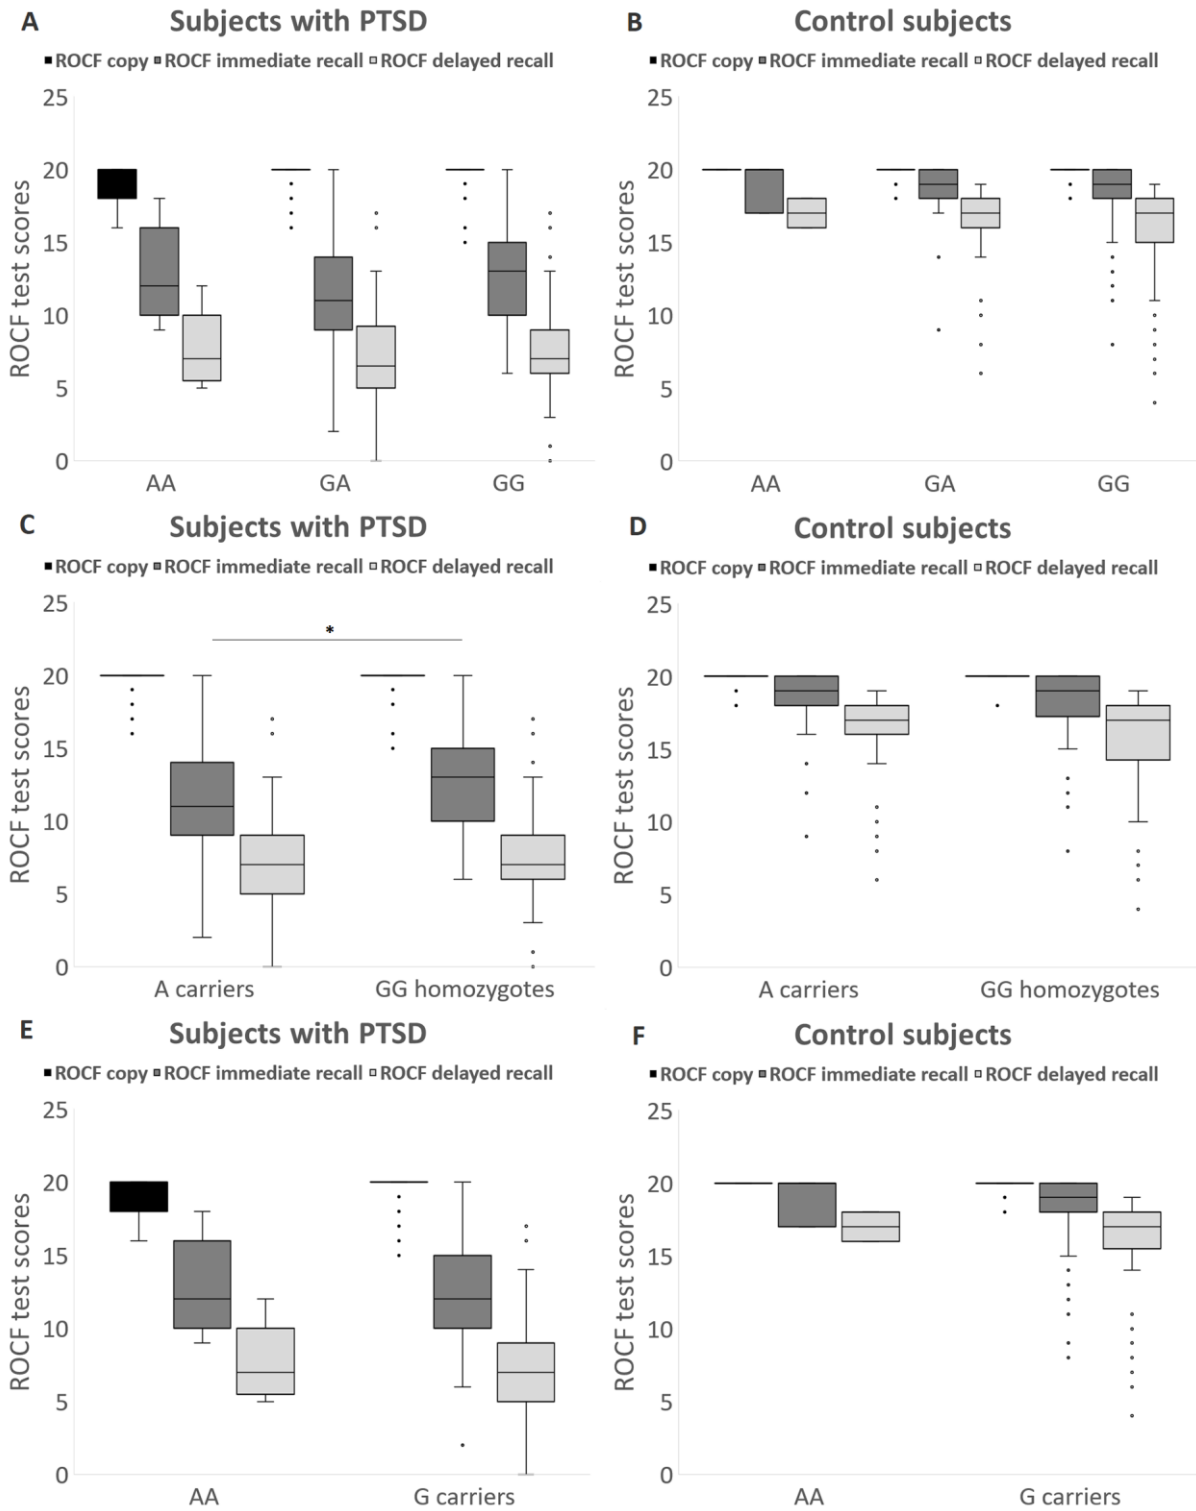 A Subjects with PTSD
■ ROCF copy ■ ROCF immediate recall □ ROCF delayed recall
ROCF test scores
25
20
15
10
5
0
AA GA GG
B Control subjects
■ ROCF copy ■ ROCF immediate recall □ ROCF delayed recall
ROCF test scores
25
20
15
10
5
0
AA GA GG
C Subjects with PTSD
■ ROCF copy ■ ROCF immediate recall □ ROCF delayed recall
*
ROCF test scores
25
20
15
10
5
0
A carriers GG homozygotes
D Control subjects
■ ROCF copy ■ ROCF immediate recall □ ROCF delayed recall
ROCF test scores
25
20
15
10
5
0
A carriers GG homozygotes
E Subjects with PTSD
■ ROCF copy ■ ROCF immediate recall □ ROCF delayed recall
ROCF test scores
25
20
15
10
5
0
AA G carriers
F Control subjects
■ ROCF copy ■ ROCF immediate recall □ ROCF delayed recall
ROCF test scores
25
20
15
10
5
0
AA G carriers